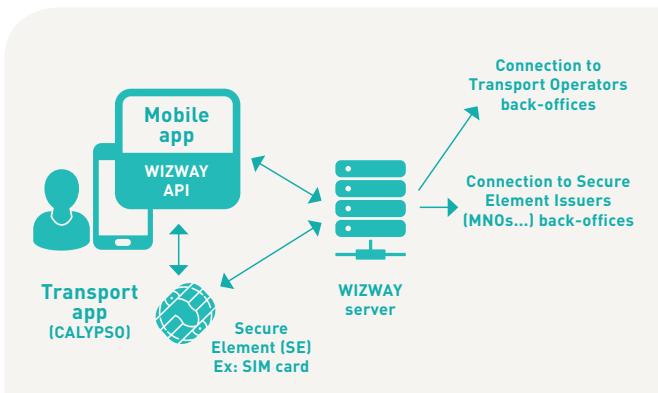 Mobile
app
WIZWAY
API
Transport
app
(CALYPSO)
Secure
Element (SE)
Ex: SIM card
WIZWAY
server
Connection to
Transport Operators
back-offices
Connection to Secure
Element Issuers
(MNOs...) back-offices